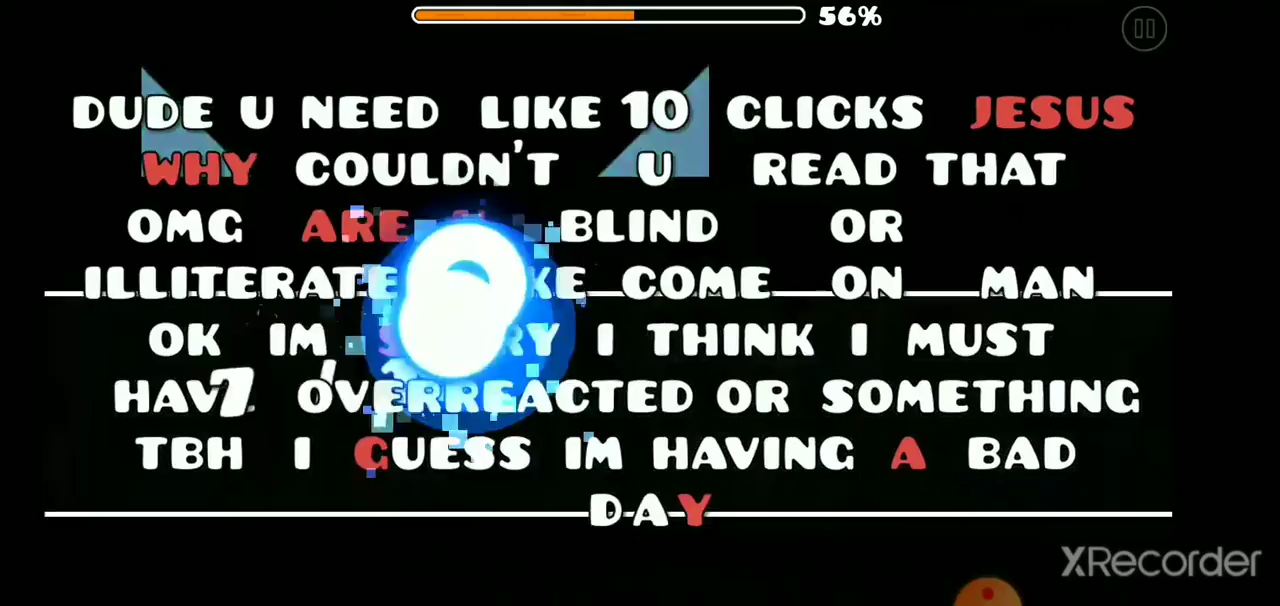 56%
DUDE U NEED LIKE 10 CLICKS JESUS
WHY COULDN'T U READ THAT
OMG ARE BLIND OR
ILLITERATE COME ON MAN
OK IM I THINK I MUST
OVERREACTED OR SOMETHING
TBH I GUESS IM HAVING A BAD
DAY
7
XRecorder